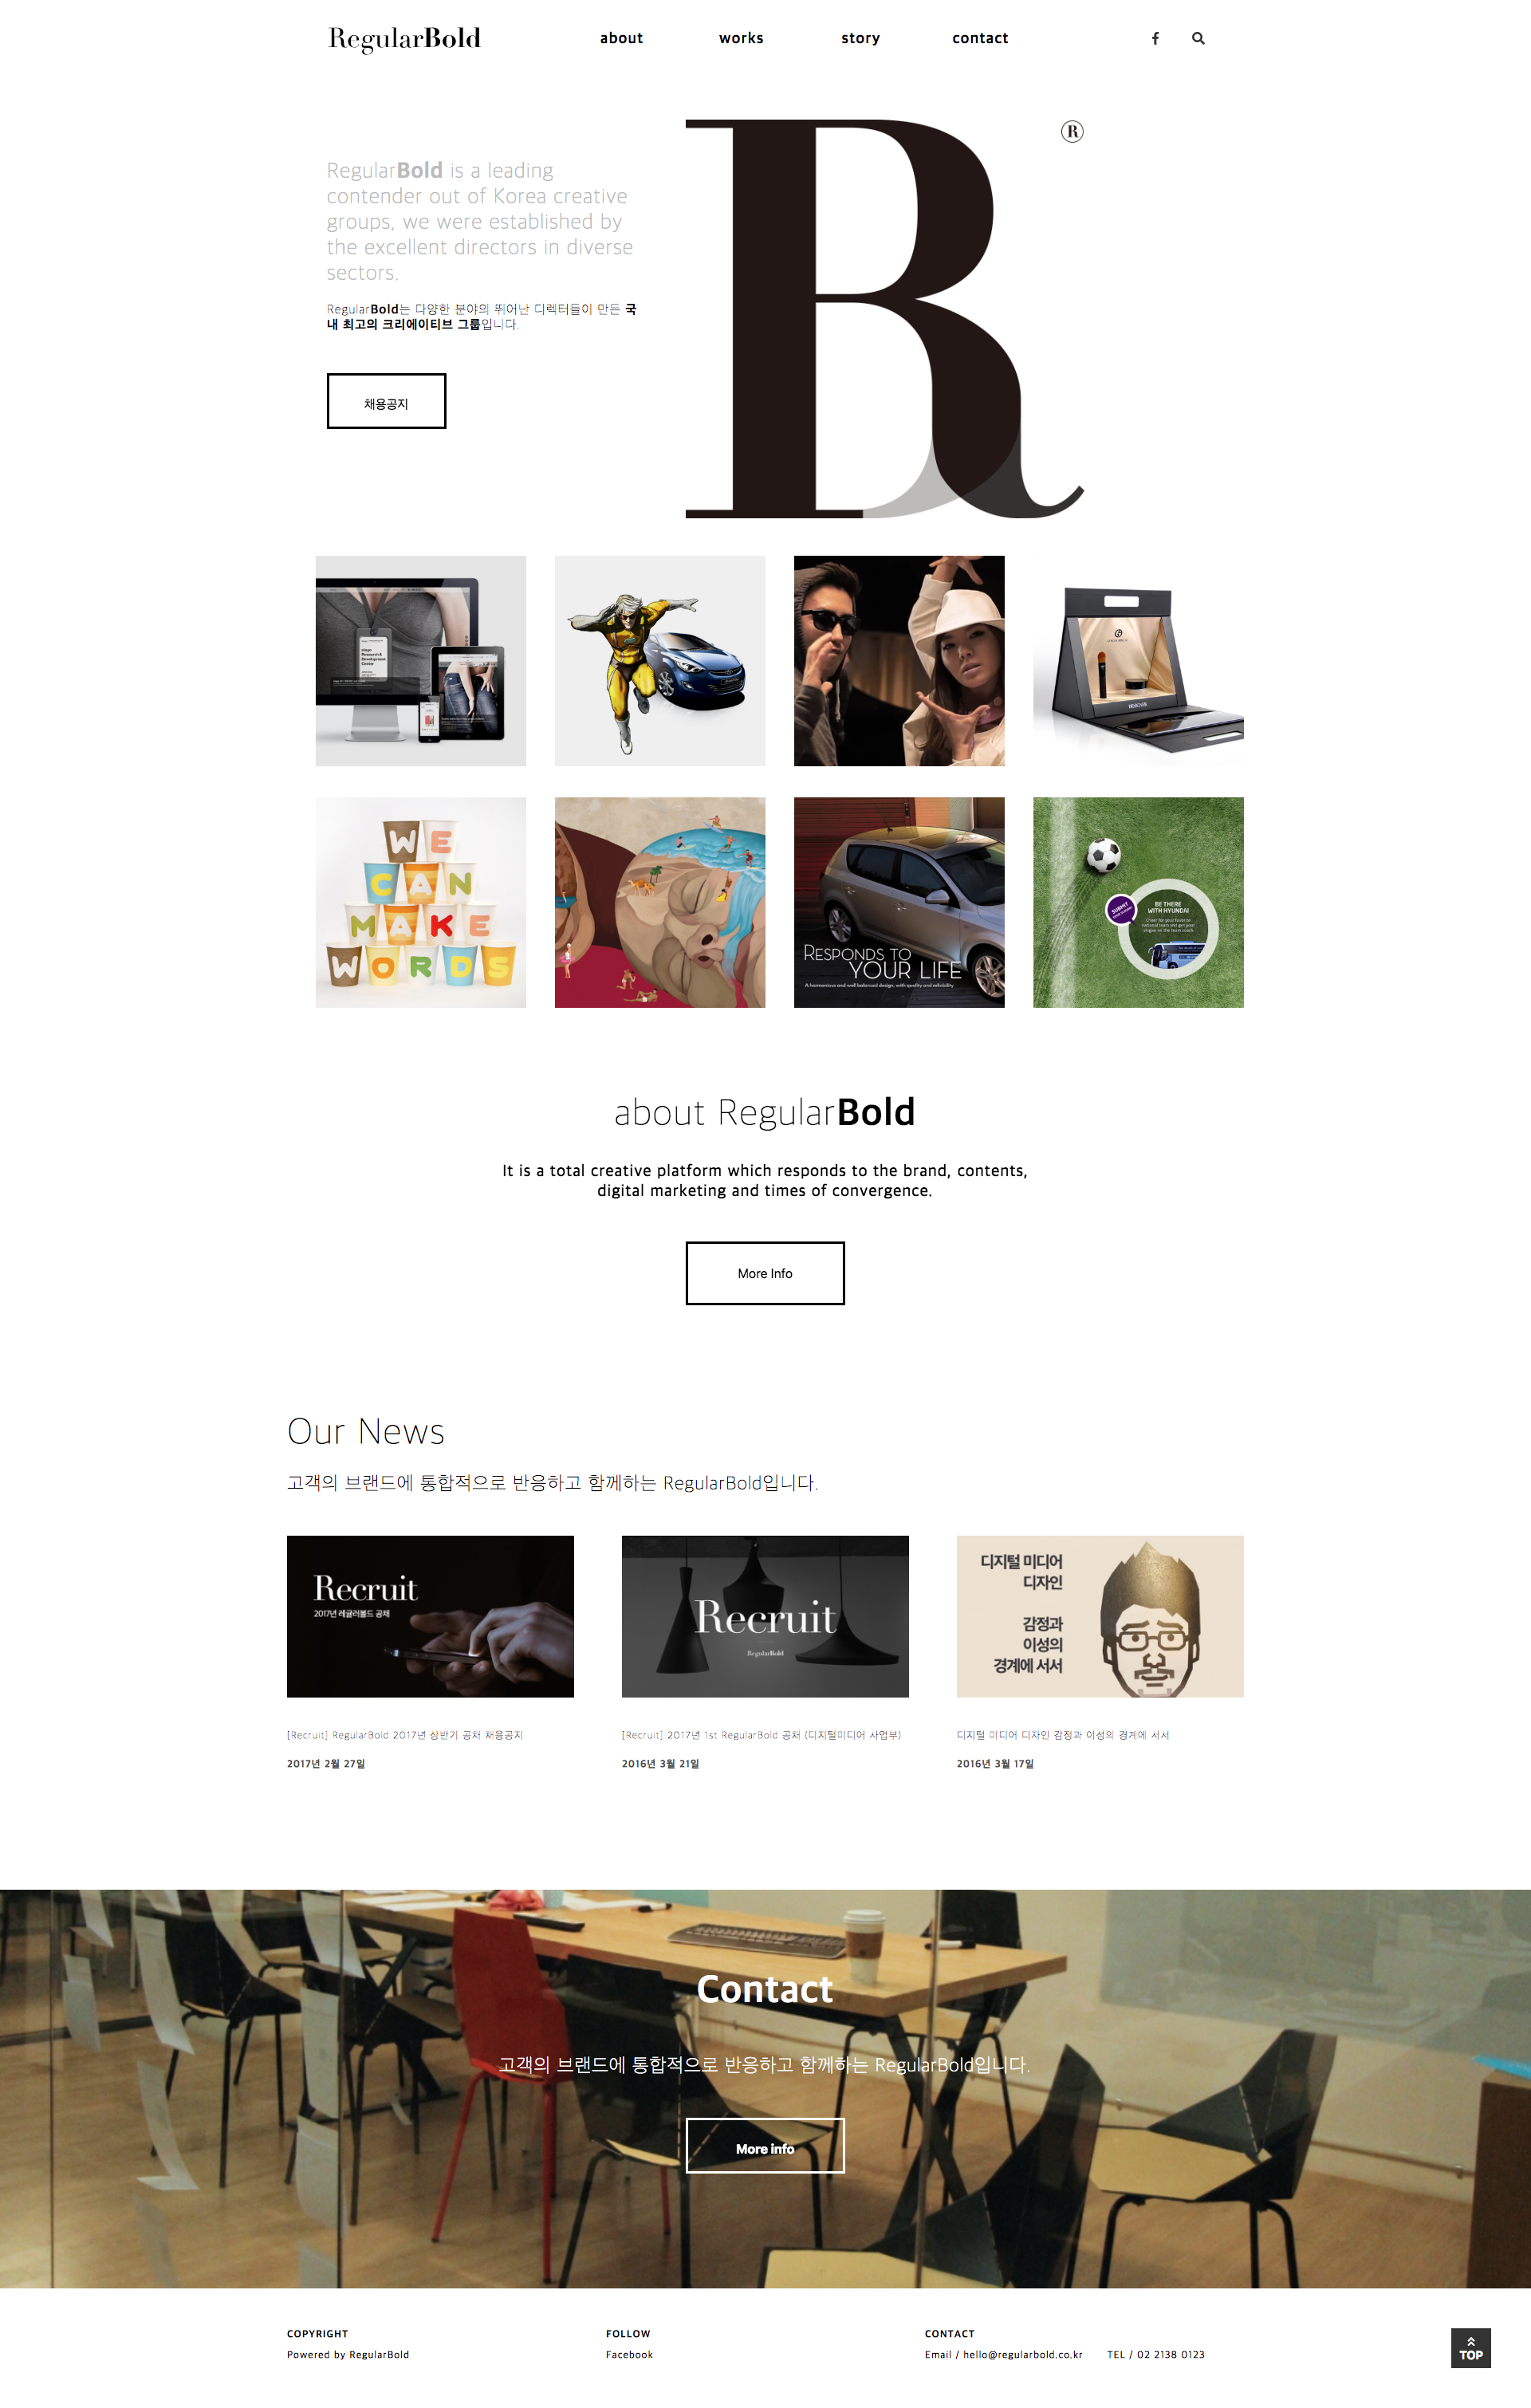 RegularBold
about
works
story
contact
R
RegularBold is a leading
contender out of Korea creative
groups, we were established by
the excellent directors in diverse
sectors.
RegularBold는 다양한 분야의 뛰어난 디렉터들이 만든 국
내 최고의 크리에이티브 그룹입니다.
채용공지
WE
CAN
MAKE
WORDS
RESPONDS TO
YOUR LIFE
A harmonious and well balanced design, with quality and reliability
SUBMIT
BE THERE
WITH HYUNDAI
about RegularBold
It is a total creative platform which responds to the brand, contents,
digital marketing and times of convergence.
More Info
Our News
고객의 브랜드에 통합적으로 반응하고 함께하는 RegularBold입니다.
Recruit
2017년 레귤러볼드 공채
Recruit
RegularBold
디지털 미디어
디자인
감정과
이성의
경계에 서서
[Recruit] RegularBold 2017년 상반기 공채 채용공지
2017년 2월 27일
[Recruit] 2017년 1st RegularBold 공채 (디지털미디어 사업부)
2016년 3월 21일
디지털 미디어 디자인 감정과 이성의 경계에 서서
2016년 3월 17일
Contact
고객의 브랜드에 통합적으로 반응하고 함께하는 RegularBold입니다.
More info
COPYRIGHT
Powered by RegularBold
FOLLOW
Facebook
CONTACT
Email / hello@regularbold.co.kr
TEL / 02 2138 0123
TOP